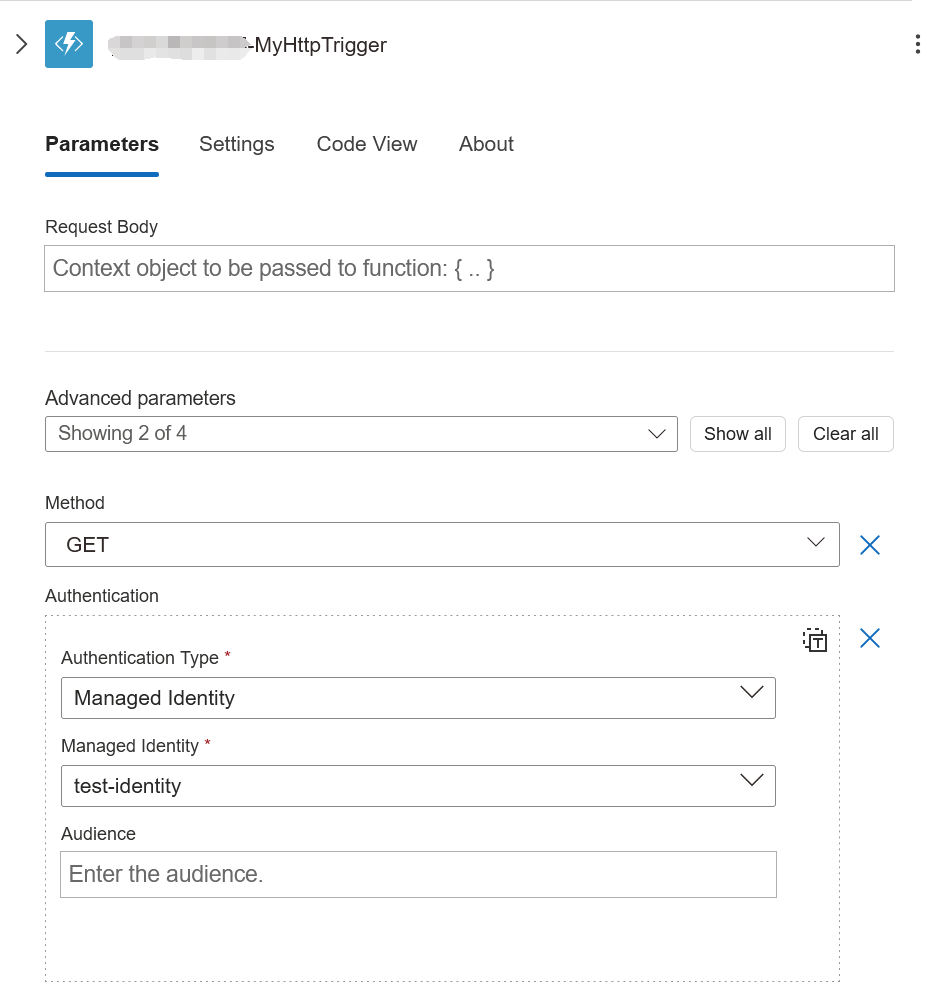 -MyHttpTrigger
Parameters Settings Code View About
Request Body
Context object to be passed to function: { .. }
Advanced parameters
Showing 2 of 4 Show all Clear all
Method
GET
Authentication
Authentication Type *
Managed Identity
Managed Identity *
test-identity
Audience
Enter the audience.